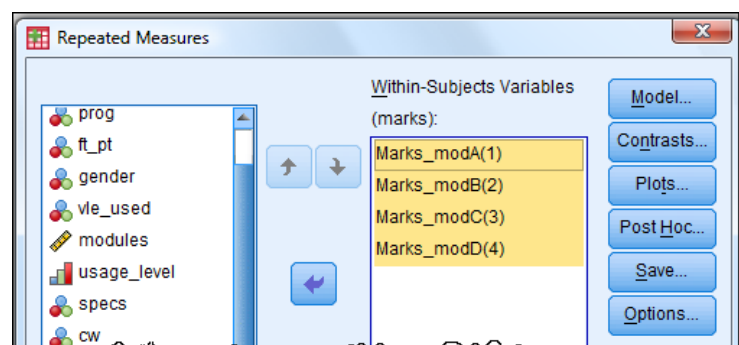 Repeated Measures
prog
ft_pt
gender
vle_used
modules
usage_level
specs
cw
Within-Subjects Variables
(marks):
Marks_modA(1)
Marks_modB(2)
Marks_modC(3)
Marks_modD(4)
Model...
Contrasts...
Plots...
Post Hoc...
Save...
Options...